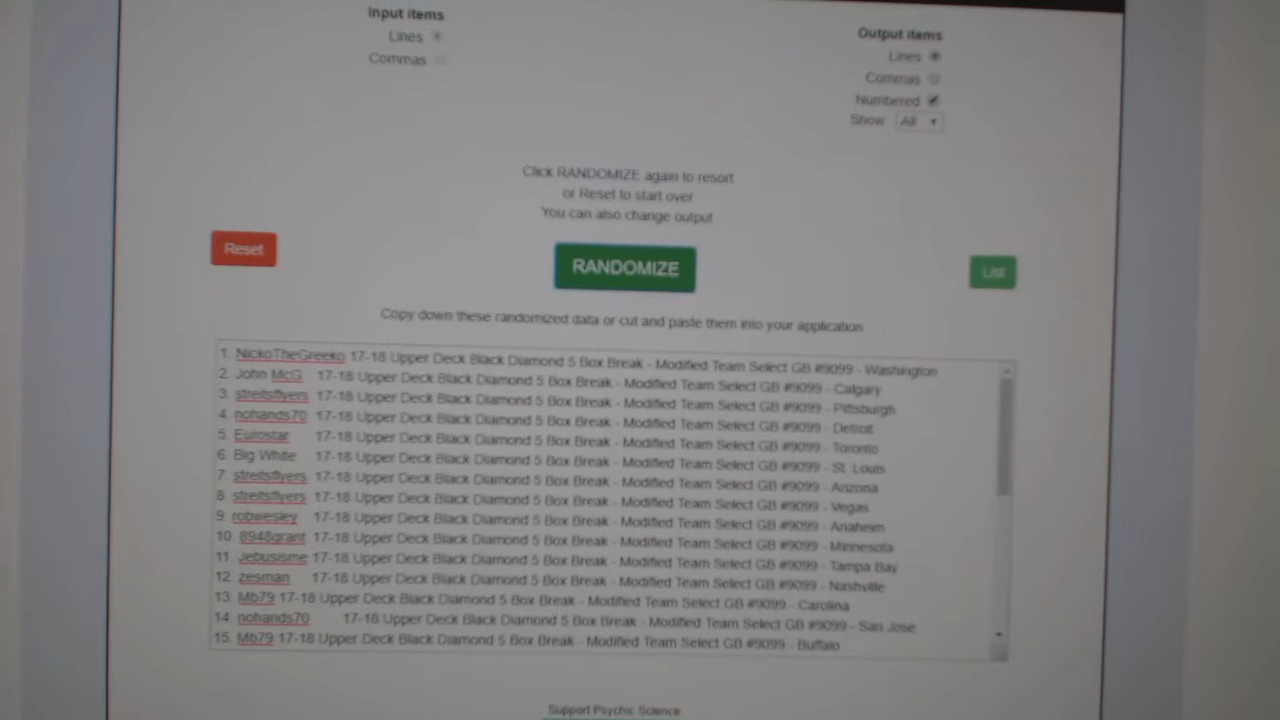 Input items
Lines
Commas
Output items
Lines
Commas
Numbered
Show All
Click RANDOMIZE again to resort
or Reset to start over
You can also change output
Reset
RANDOMIZE
List
Copy down these randomized data or cut and paste them into your application
1. NickoTheGreeko 17-18 Upper Deck Black Diamond 5 Box Break - Modified Team Select GB #9099 - Washington
2. John McG 17-18 Upper Deck Black Diamond 5 Box Break - Modified Team Select GB #9099 - Calgary
3. streitsflyers 17-18 Upper Deck Black Diamond 5 Box Break - Modified Team Select GB #9099 - Pittsburgh
4. nohands70 17-18 Upper Deck Black Diamond 5 Box Break - Modified Team Select GB #9099 - Detroit
5. Eurostar 17-18 Upper Deck Black Diamond 5 Box Break - Modified Team Select GB #9099 - Toronto
6. Big White 17-18 Upper Deck Black Diamond 5 Box Break - Modified Team Select GB #9099 - St. Louis
7. streitsflyers 17-18 Upper Deck Black Diamond 5 Box Break - Modified Team Select GB #9099 - Arizona
8. streitsflyers 17-18 Upper Deck Black Diamond 5 Box Break - Modified Team Select GB #9099 - Vegas
9. robwesley 17-18 Upper Deck Black Diamond 5 Box Break - Modified Team Select GB #9099 - Anaheim
10. 8948grant 17-18 Upper Deck Black Diamond 5 Box Break - Modified Team Select GB #9099 - Minnesota
11. Jebusisme 17-18 Upper Deck Black Diamond 5 Box Break - Modified Team Select GB #9099 - Tampa Bay
12. zesman 17-18 Upper Deck Black Diamond 5 Box Break - Modified Team Select GB #9099 - Nashville
13. Mb79 17-18 Upper Deck Black Diamond 5 Box Break - Modified Team Select GB #9099 - Carolina
14. nohands70 17-18 Upper Deck Black Diamond 5 Box Break - Modified Team Select GB #9099 - San Jose
15. Mb79 17-18 Upper Deck Black Diamond 5 Box Break - Modified Team Select GB #9099 - Buffalo
Support Psychic Science